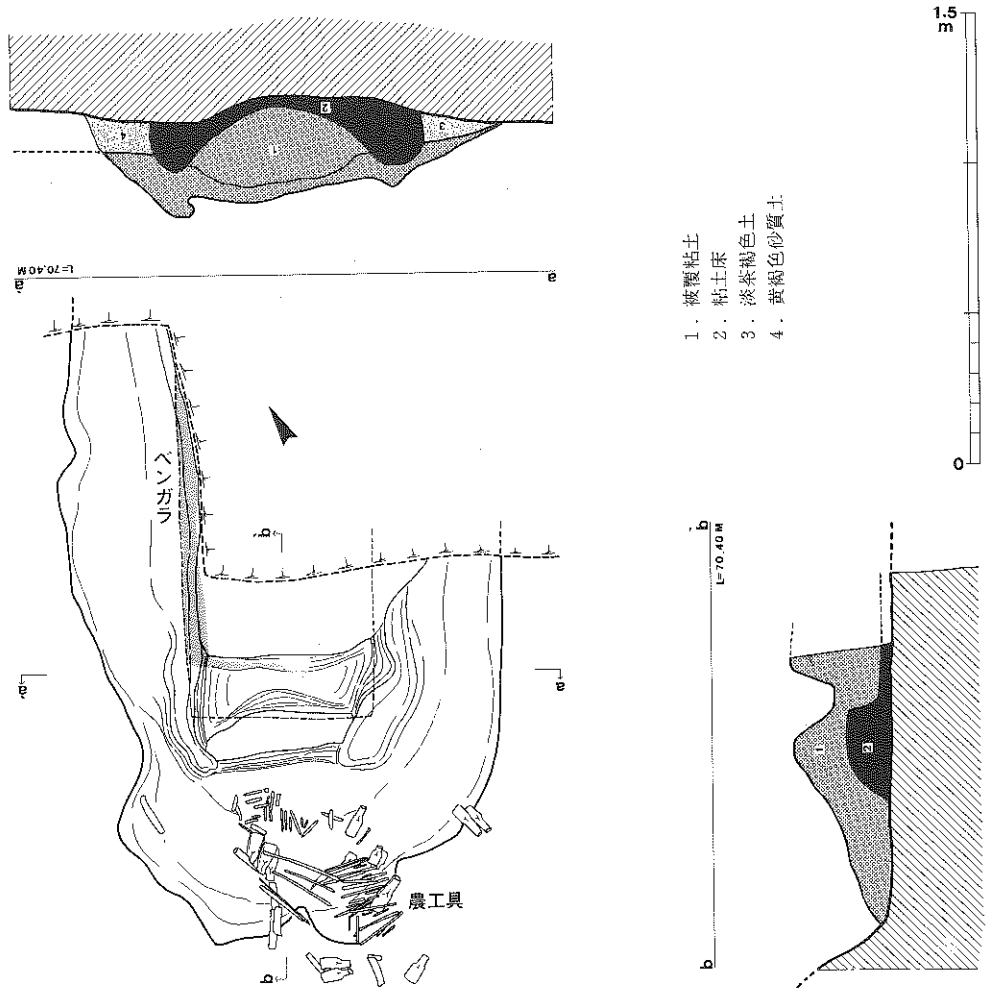 1.5
m
0
4
3
2
1
L=70.40M
a'
a
1．被覆粘土
2．粘土床
3．淡茶褐色土
4．黄褐色砂質土
ベンガラ
b'
a'
a
農工具
b
b'
L=70.40M
1
2
b